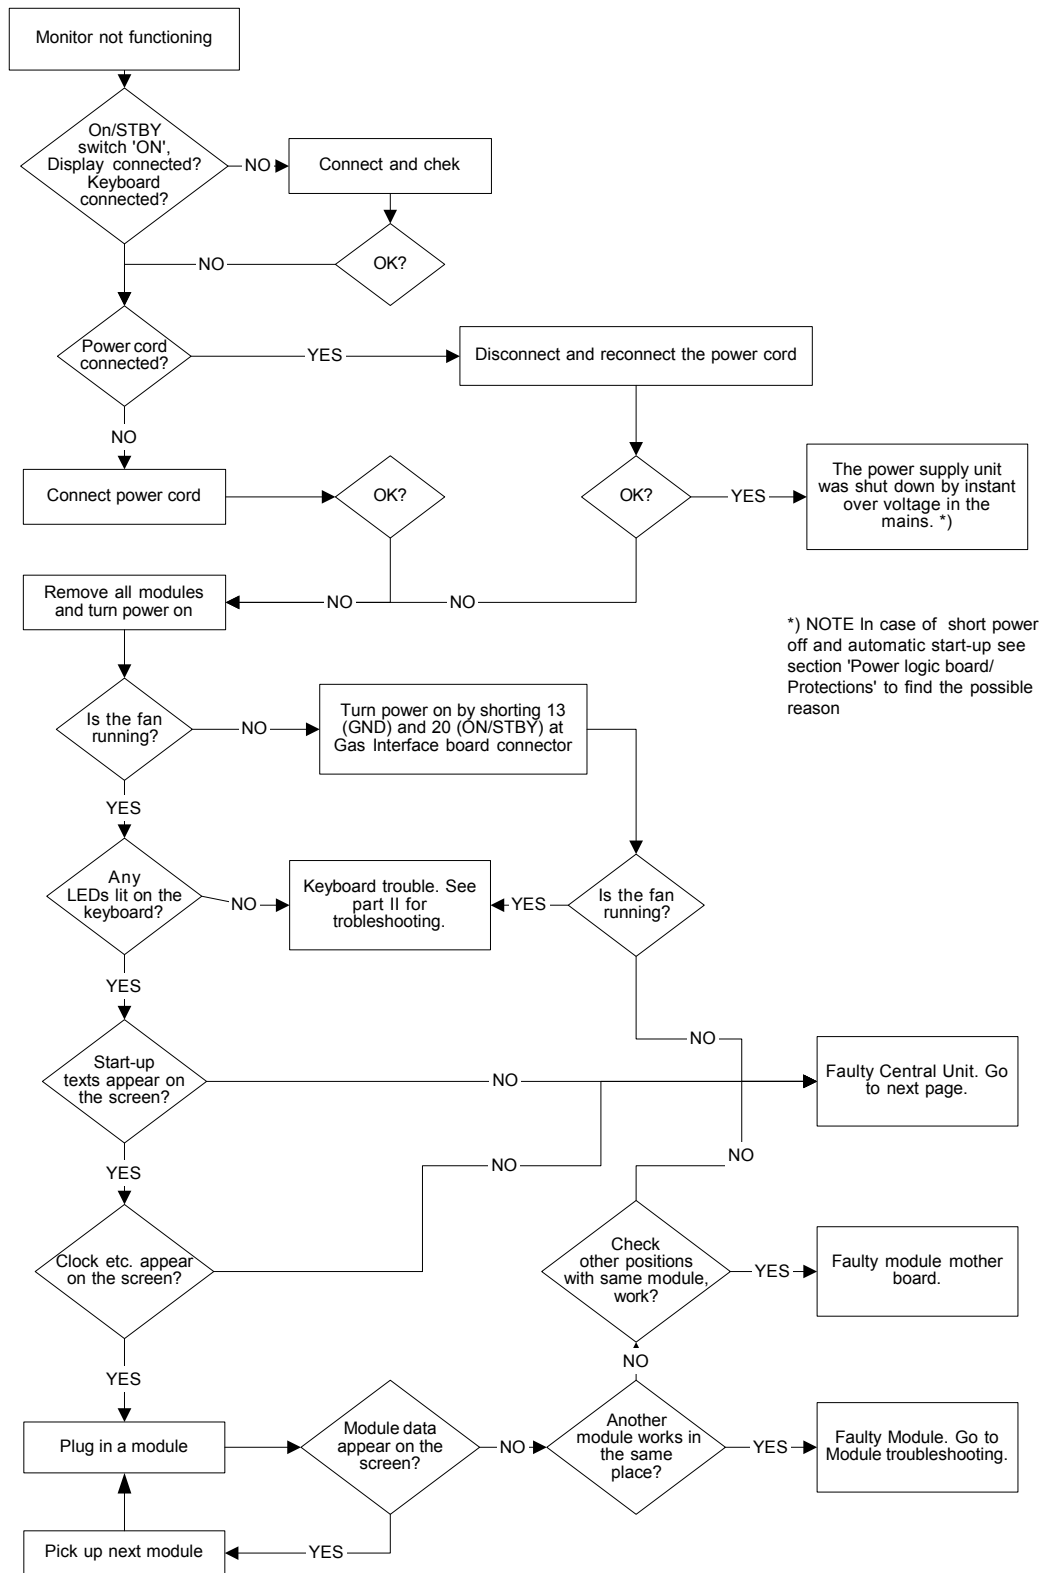 Monitor not functioning
On/STBY
switch 'ON',
Display connected?
Keyboard
connected?
NO
Connect and chek
OK?
NO
Power cord
connected?
YES
Disconnect and reconnect the power cord
NO
Connect power cord
OK?
OK?
YES
The power supply unit
was shut down by instant
over voltage in the
mains. *)
Remove all modules
and turn power on
NO
NO
*) NOTE In case of short power
off and automatic start-up see
section 'Power logic board/
Protections' to find the possible
reason
Is the fan
running?
NO
Turn power on by shorting 13
(GND) and 20 (ON/STBY) at
Gas Interface board connector
YES
Any
LEDs lit on the
keyboard?
NO
Keyboard trouble. See
part II for
trobleshooting.
YES
Is the fan
running?
YES
NO
Start-up
texts appear on
the screen?
NO
Faulty Central Unit. Go
to next page.
YES
NO
NO
Clock etc. appear
on the screen?
Check
other positions
with same module,
work?
YES
Faulty module mother
board.
YES
NO
Plug in a module
Module data
appear on the
screen?
NO
Another
module works in
the same
place?
YES
Faulty Module. Go to
Module troubleshooting.
Pick up next module
YES